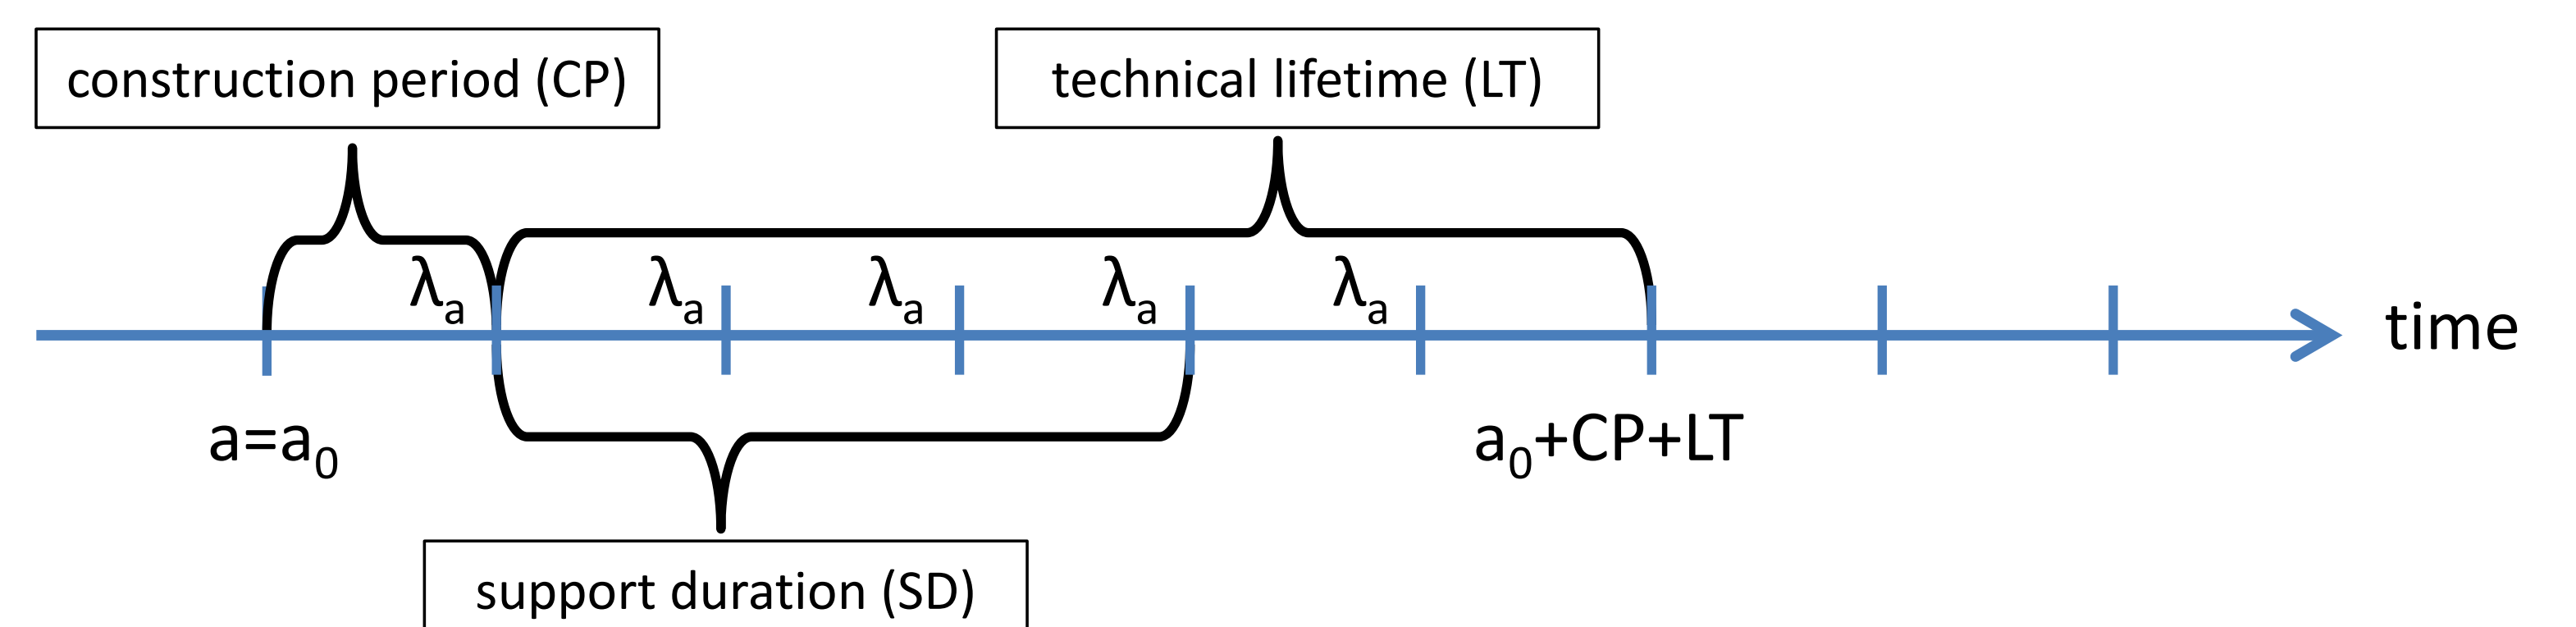 construction period (CP)
technical lifetime (LT)
λa λa λa λa λa
time
a=a0
a0+CP+LT
support duration (SD)